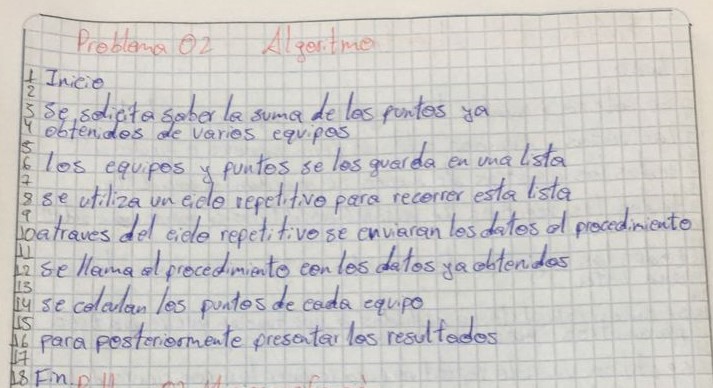 Problema 02 Algoritmo
1 Inicio
2
3 se solicita saber la suma de los puntos ya
4 obtenidos de varios equipos
5
6 los equipos y puntos se los guarda en una lista
7
8 se utiliza un ciclo repetitivo para recorrer esta lista
9
10 a traves del ciclo repetitivo se enviaran los datos al procedimiento
11
12 se llama al procedimiento con los datos ya obtenidos
13
14 se calculan los puntos de cada equipo
15
16 para posteriormente presentar los resultados
17
18 Fin